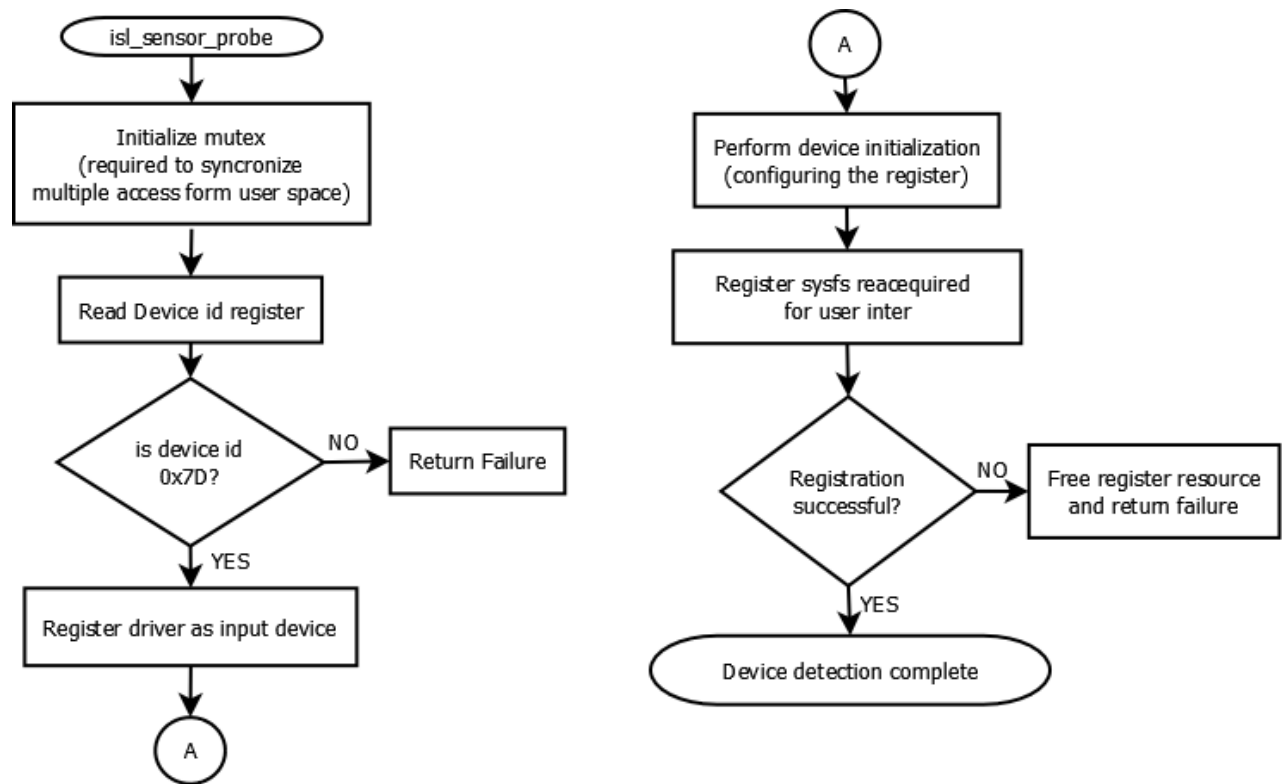 isl_sensor_probe
Initialize mutex
(required to syncronize
multiple access form user space)
Read Device id register
is device id
0x7D?
NO
Return Failure
YES
Register driver as input device
A
A
Perform device initialization
(configuring the register)
Register sysfs reacequired
for user inter
Registration
successful?
NO
Free register resource
and return failure
YES
Device detection complete